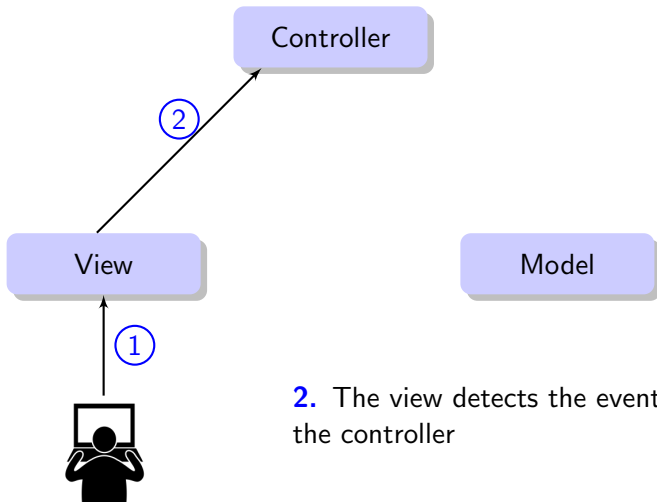 Controller
2
View
Model
1
2. The view detects the event
the controller